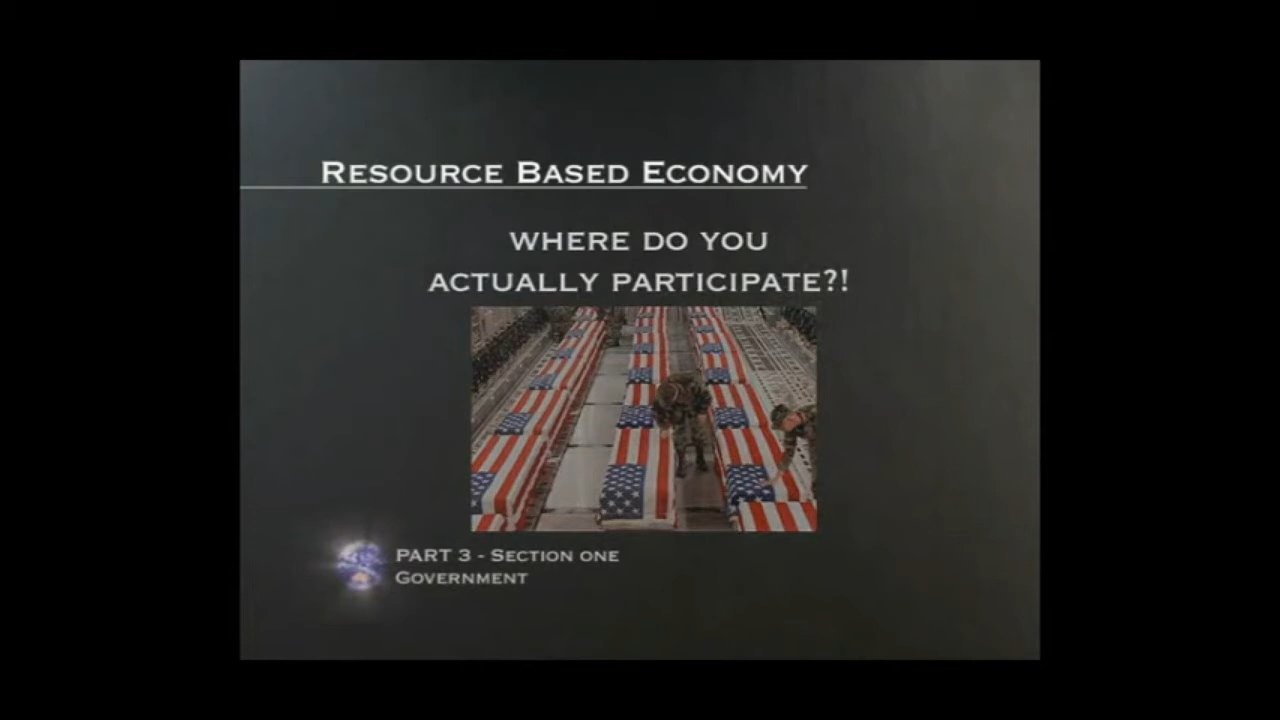 RESOURCE BASED ECONOMY
WHERE DO YOU
ACTUALLY PARTICIPATE?!
PART 3 - SECTION ONE
GOVERNMENT